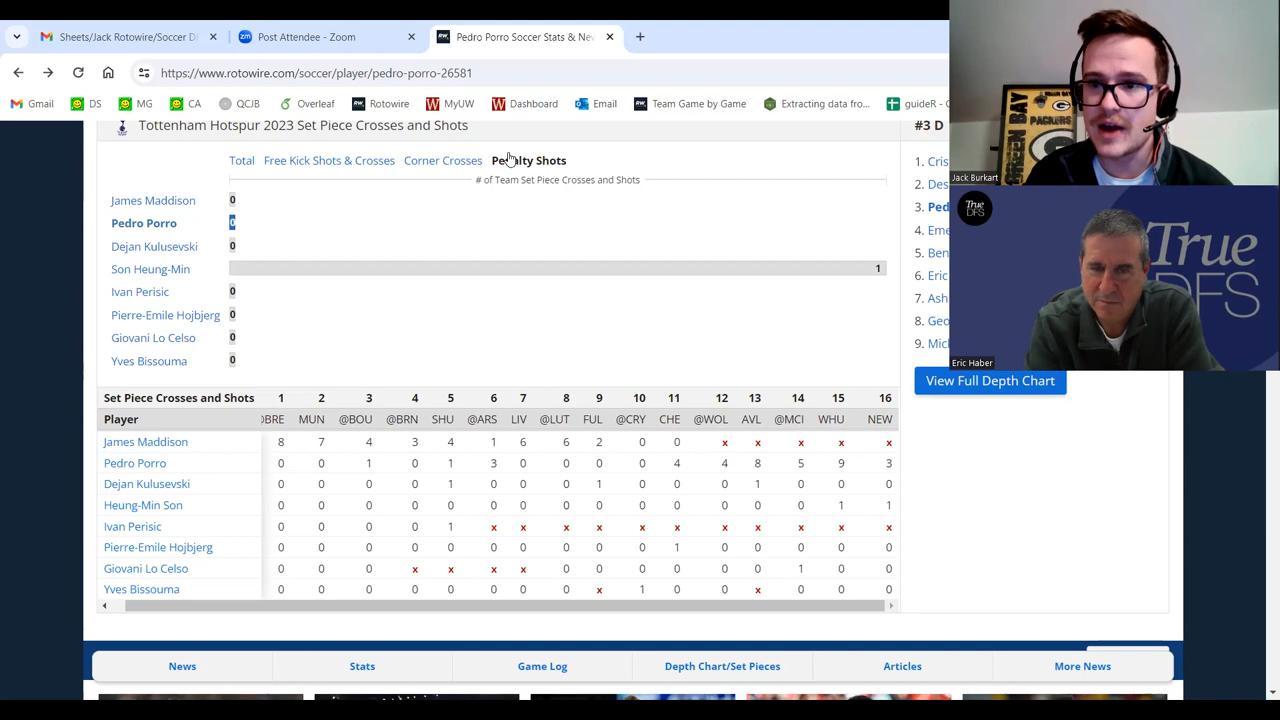 Sheets/Jack Rotowire/Soccer D
Post Attendee - Zoom
Pedro Porro Soccer Stats & Ne
https://www.rotowire.com/soccer/player/pedro-porro-26581
Gmail DS MG CA QCJB Overleaf Rotowire MyUW Dashboard Email Team Game by Game Extracting data from... guideR - Q
Tottenham Hotspur 2023 Set Piece Crosses and Shots
#3 D
Total Free Kick Shots & Crosses Corner Crosses Penalty Shots
# of Team Set Piece Crosses and Shots
James Maddison 0
Pedro Porro 0
Dejan Kulusevski 0
Son Heung-Min 1
Ivan Perisic 0
Pierre-Emile Hojbjerg 0
Giovani Lo Celso 0
Yves Bissouma 0
1. Cris
2. Des
3. Ped
4. Eme
5. Ben
6. Eric
7. Ash
8. Geo
9. Mic
View Full Depth Chart
Set Piece Crosses and Shots 1 2 3 4 5 6 7 8 9 10 11 12 13 14 15 16
Player @BRE MUN @BOU @BRN SHU @ARS LIV @LUT FUL @CRY CHE @WOL AVL @MCI WHU NEW
James Maddison 8 7 4 3 4 1 6 6 2 0 0 x x x x x
Pedro Porro 0 0 1 0 1 3 0 0 0 0 4 4 8 5 9 3
Dejan Kulusevski 0 0 0 0 1 0 0 0 1 0 0 0 1 0 0 0
Heung-Min Son 0 0 0 0 0 0 0 0 0 0 0 0 0 0 1 1
Ivan Perisic 0 0 0 0 1 x x x x x x x x x x x
Pierre-Emile Hojbjerg 0 0 0 0 0 0 0 0 0 0 1 0 0 0 0 0
Giovani Lo Celso 0 0 0 x x x x 0 0 0 0 0 0 1 0 0
Yves Bissouma 0 0 0 0 0 0 0 0 x 1 0 0 x 0 0 0
News Stats Game Log Depth Chart/Set Pieces Articles More News
GREEN BAY
PACKERS
Jack Burkart
True
DFS
True
DFS
Eric Haber